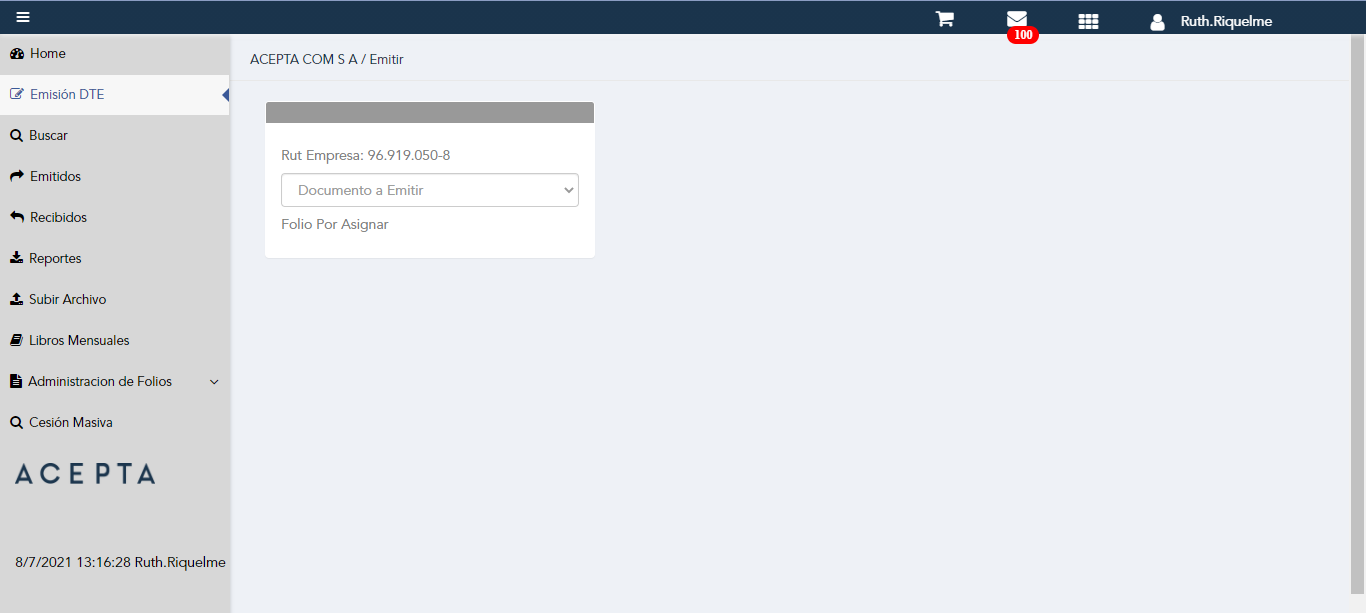 100
Ruth.Riquelme
Home
Emisión DTE
Buscar
Emitidos
Recibidos
Reportes
Subir Archivo
Libros Mensuales
Administracion de Folios
Cesión Masiva
ACEPTA
8/7/2021 13:16:28 Ruth.Riquelme
ACEPTA COM S A / Emitir
Rut Empresa: 96.919.050-8
Documento a Emitir
Folio Por Asignar